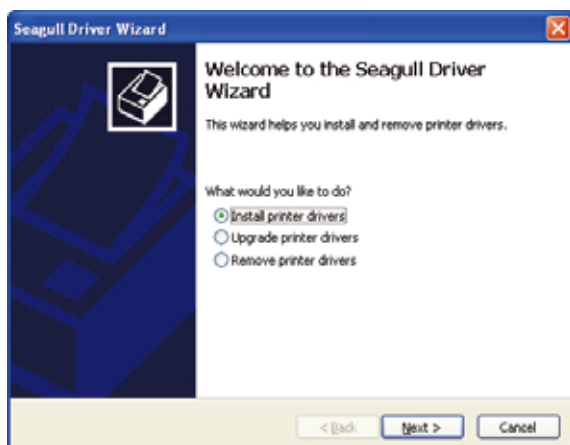 Seagull Driver Wizard
Welcome to the Seagull Driver
Wizard
This wizard helps you install and remove printer drivers.
What would you like to do?
Install printer drivers
Upgrade printer drivers
Remove printer drivers
< Back
Next >
Cancel